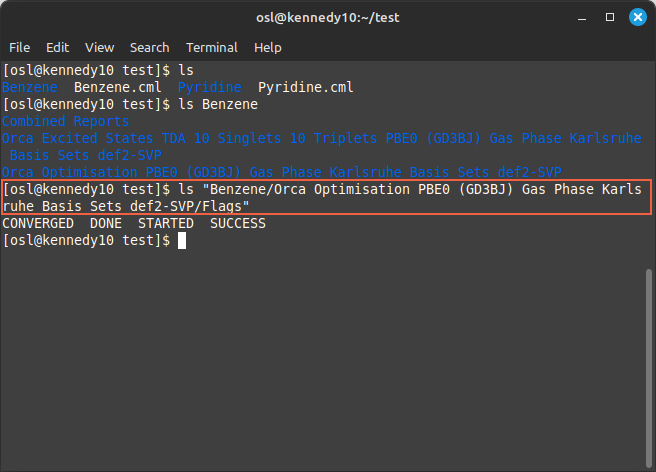 osl@kennedy10:~/test
File Edit View Search Terminal Help
[osl@kennedy10 test]$ ls
Benzene Benzene.cml Pyridine Pyridine.cml
[osl@kennedy10 test]$ ls Benzene
Combined Reports
Orca Excited States TDA 10 Singlets 10 Triplets PBE0 (GD3BJ) Gas Phase Karlsruhe
Basis Sets def2-SVP
Orca Optimisation PBE0 (GD3BJ) Gas Phase Karlsruhe Basis Sets def2-SVP
[osl@kennedy10 test]$ ls "Benzene/Orca Optimisation PBE0 (GD3BJ) Gas Phase Karls
ruhe Basis Sets def2-SVP/Flags"
CONVERGED DONE STARTED SUCCESS
[osl@kennedy10 test]$